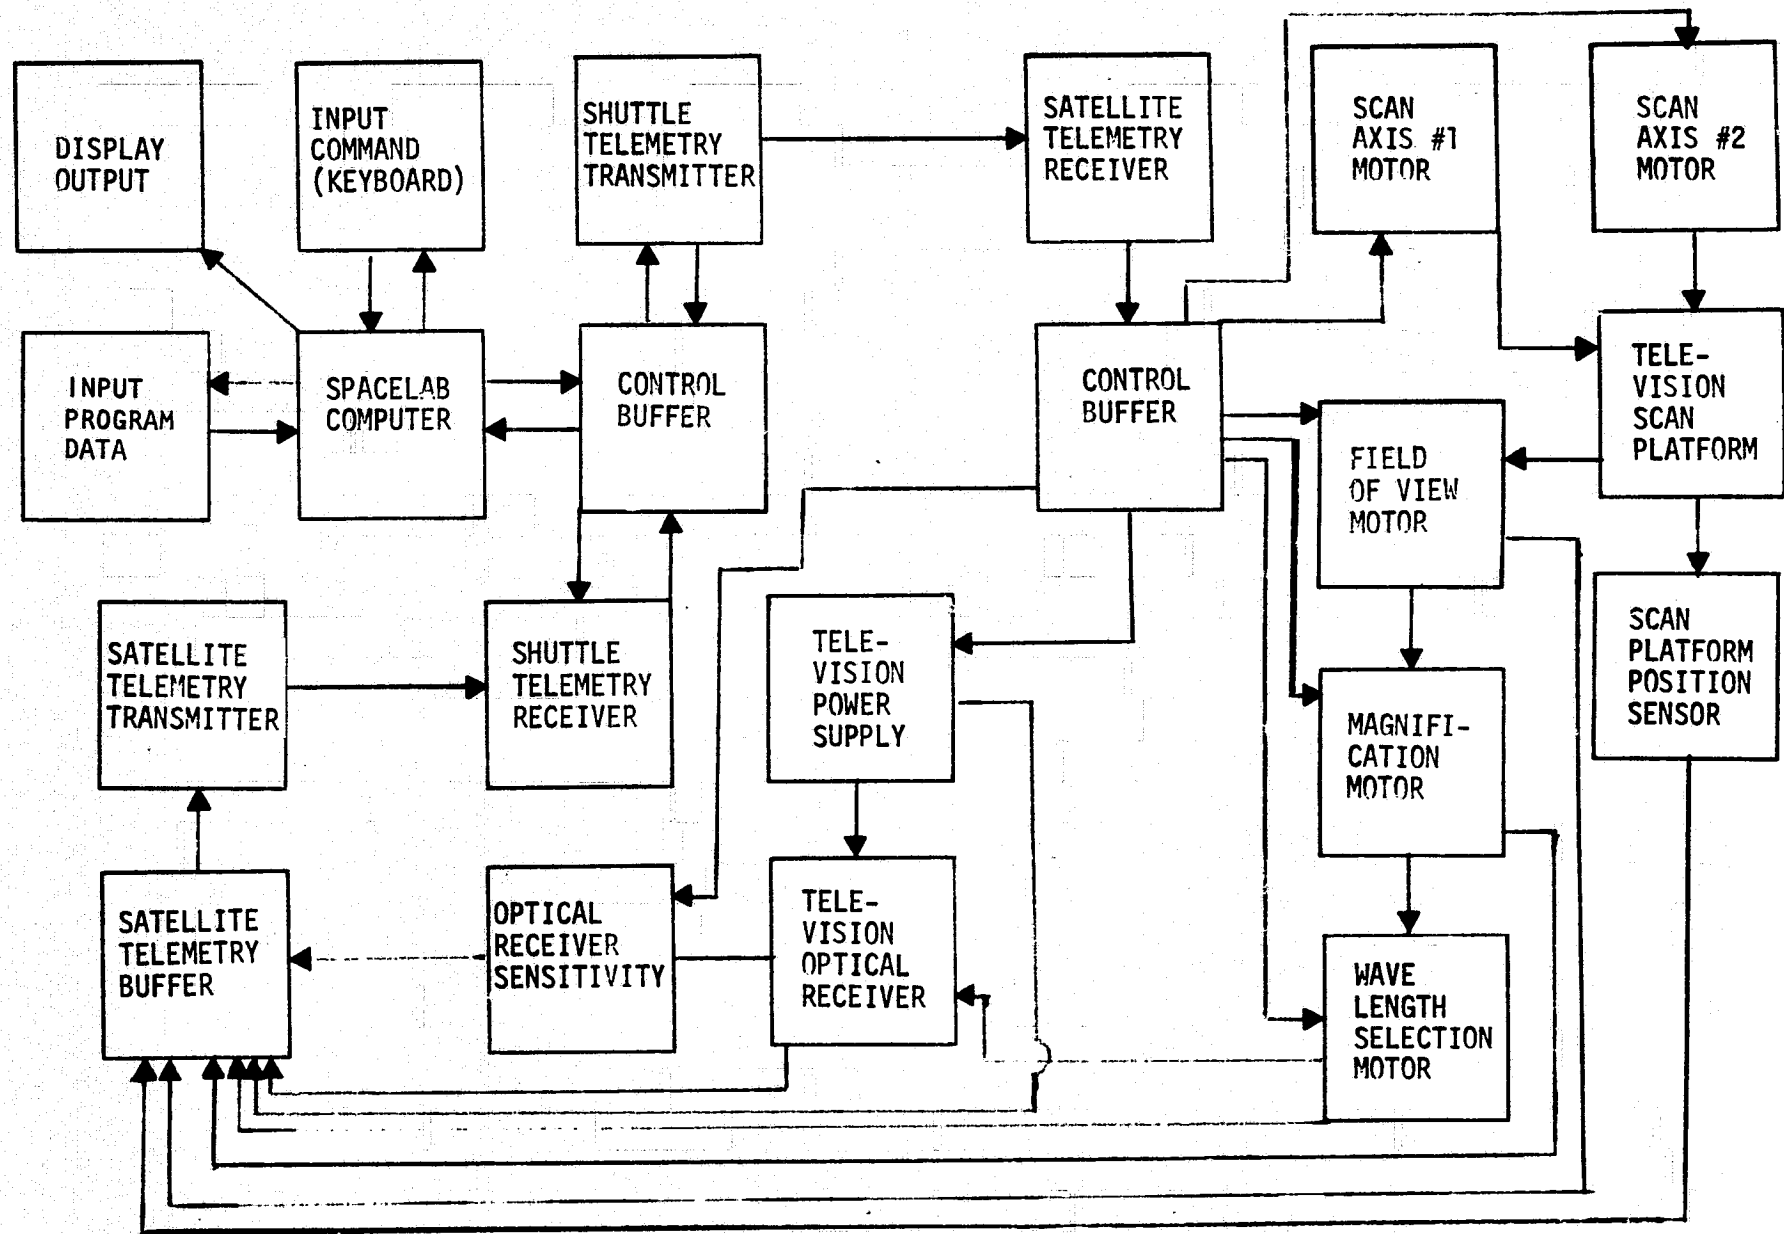 DISPLAY
OUTPUT
INPUT
COMMAND
(KEYBOARD)
SHUTTLE
TELEMETRY
TRANSMITTER
SATELLITE
TELEMETRY
RECEIVER
SCAN
AXIS #1
MOTOR
SCAN
AXIS #2
MOTOR
INPUT
PROGRAM
DATA
SPACELAB
COMPUTER
CONTROL
BUFFER
CONTROL
BUFFER
TELE-
VISION
SCAN
PLATFORM
FIELD
OF VIEW
MOTOR
SATELLITE
TELEMETRY
TRANSMITTER
SHUTTLE
TELEMETRY
RECEIVER
TELE-
VISION
POWER
SUPPLY
SCAN
PLATFORM
POSITION
SENSOR
MAGNIFI-
CATION
MOTOR
SATELLITE
TELEMETRY
BUFFER
OPTICAL
RECEIVER
SENSITIVITY
TELE-
VISION
OPTICAL
RECEIVER
WAVE
LENGTH
SELECTION
MOTOR